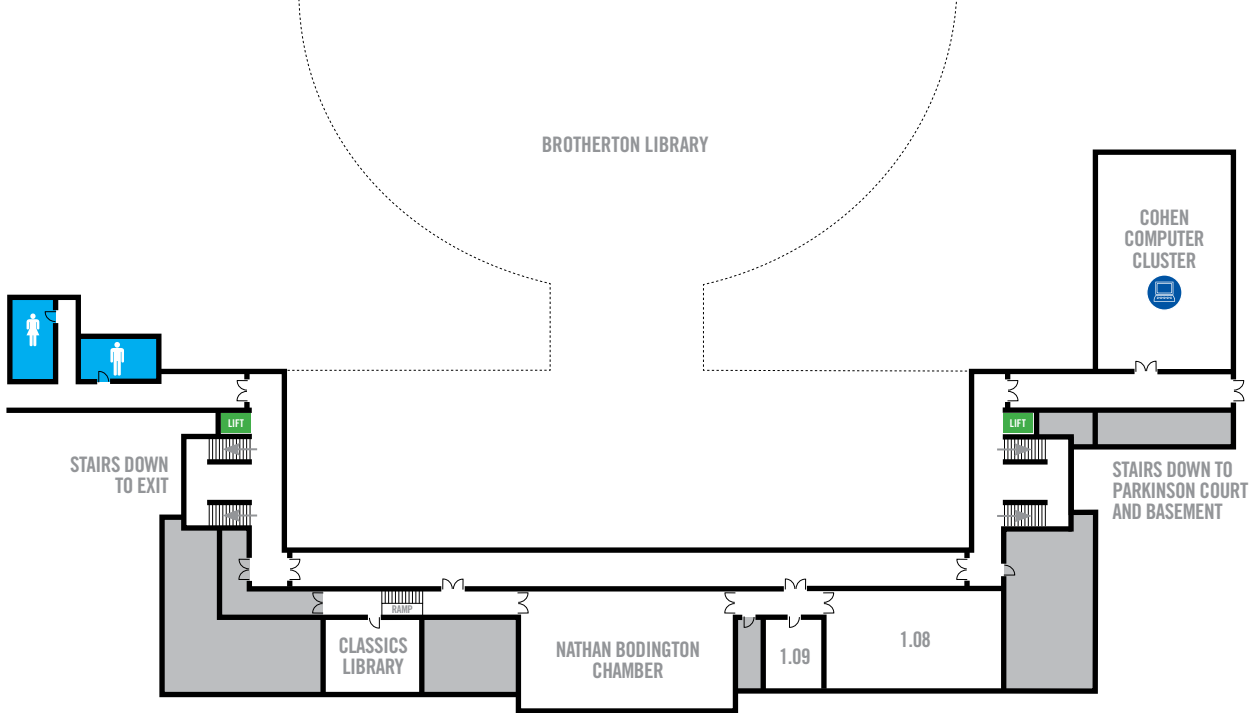 BROTHERTON LIBRARY
COHEN
COMPUTER
CLUSTER
LIFT
LIFT
STAIRS DOWN
TO EXIT
STAIRS DOWN TO
PARKINSON COURT
AND BASEMENT
RAMP
CLASSICS
LIBRARY
NATHAN BODINGTON
CHAMBER
1.09
1.08